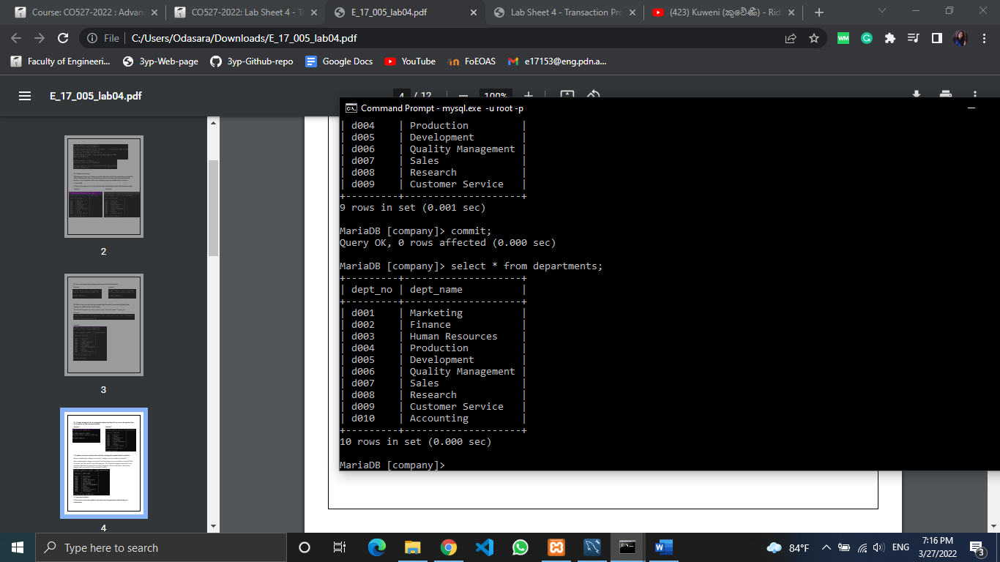 Course: CO527-2022 : Advan
CO527-2022: Lab Sheet 4 - T
E_17_005_lab04.pdf
Lab Sheet 4 - Transaction Pro
(423) Kuweni (කුවේණි) - Rid
File
C:/Users/Odasara/Downloads/E_17_005_lab04.pdf
Faculty of Engineeri...
3yp-Web-page
3yp-Github-repo
Google Docs
YouTube
FoEOAS
e17153@eng.pdn.a...
E_17_005_lab04.pdf
4 / 12
100%
2
3
4
Command Prompt - mysql.exe -u root -p
| d004 | Production |
| d005 | Development |
| d006 | Quality Management |
| d007 | Sales |
| d008 | Research |
| d009 | Customer Service |
+---------+--------------------+
9 rows in set (0.001 sec)
MariaDB [company]> commit;
Query OK, 0 rows affected (0.000 sec)
MariaDB [company]> select * from departments;
+---------+--------------------+
| dept_no | dept_name |
+---------+--------------------+
| d001 | Marketing |
| d002 | Finance |
| d003 | Human Resources |
| d004 | Production |
| d005 | Development |
| d006 | Quality Management |
| d007 | Sales |
| d008 | Research |
| d009 | Customer Service |
| d010 | Accounting |
+---------+--------------------+
10 rows in set (0.000 sec)
MariaDB [company]>
Type here to search
84°F
ENG
7:16 PM
3/27/2022
3